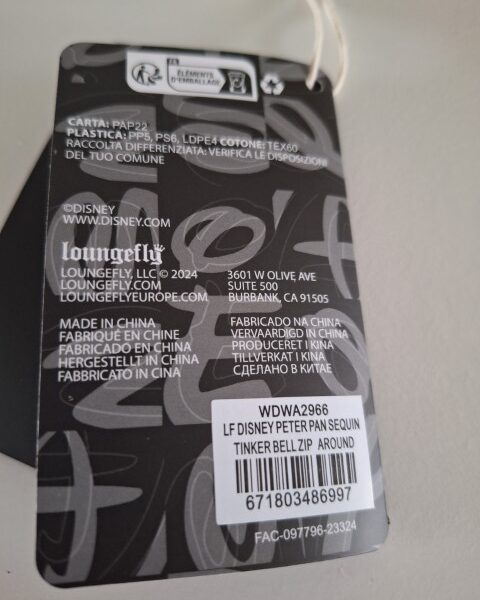 FR
ÉLÉMENTS
D'EMBALLAGE
CARTA: PAP22
PLASTICA: PP5, PS6, LDPE4 COTONE: TEX60
RACCOLTA DIFFERENZIATA: VERIFICA LE DISPOSIZIONI
DEL TUO COMUNE
©DISNEY
WWW.DISNEY.COM
loungefly
LOUNGEFLY, LLC © 2024
LOUNGEFLY.COM
LOUNGEFLYEUROPE.COM
3601 W OLIVE AVE
SUITE 500
BURBANK, CA 91505
MADE IN CHINA
FABRIQUÉ EN CHINE
FABRICADO EN CHINA
HERGESTELLT IN CHINA
FABBRICATO IN CINA
FABRICADO NA CHINA
VERVAARDIGD IN CHINA
PRODUCERET I KINA
TILLVERKAT I KINA
СДЕЛАНО В КИТАЕ
WDWA2966
LF DISNEY PETER PAN SEQUIN
TINKER BELL ZIP AROUND
671803486997
FAC-097796-23324